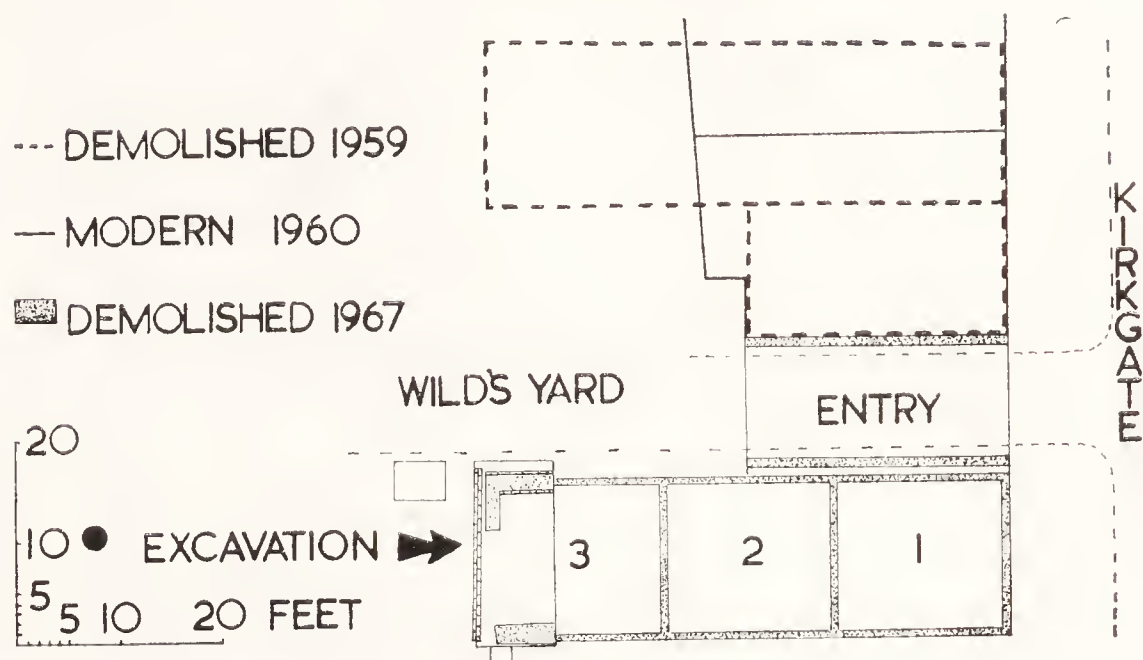 --- DEMOLISHED 1959
— MODERN 1960
DEMOLISHED 1967
KIRKGATE
WILD'S YARD
ENTRY
20
10
EXCAVATION
3
2
1
5
5 10 20 FEET